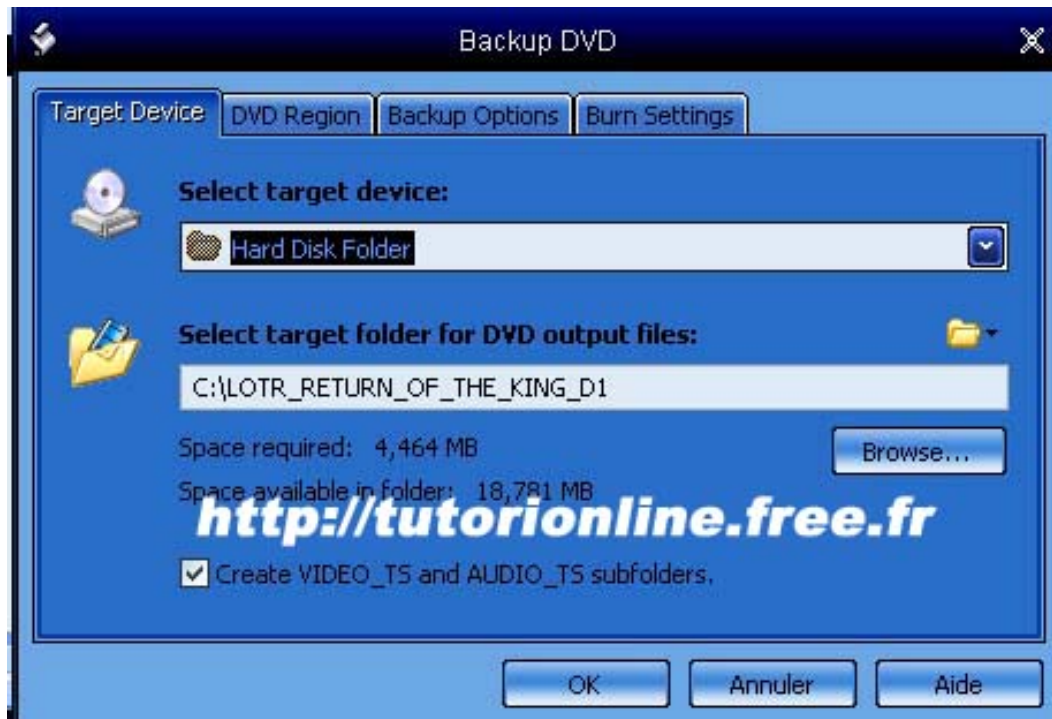 Backup DVD
Target Device DVD Region Backup Options Burn Settings
Select target device:
Hard Disk Folder
Select target folder for DVD output files:
C:\LOTR_RETURN_OF_THE_KING_D1
Space required: 4,464 MB
Browse...
Space available in folder: 18,781 MB
http://tutorionline.free.fr
Create VIDEO_TS and AUDIO_TS subfolders.
OK Annuler Aide